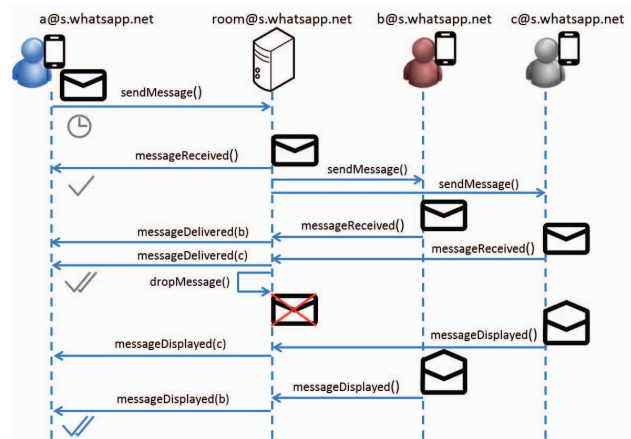 a@s.whatsapp.net room@s.whatsapp.net b@s.whatsapp.net c@s.whatsapp.net
sendMessage()
messageReceived()
sendMessage()
sendMessage()
messageReceived()
messageDelivered(b)
messageReceived()
messageDelivered(c)
dropMessage()
messageDisplayed()
messageDisplayed(c)
messageDisplayed()
messageDisplayed(b)